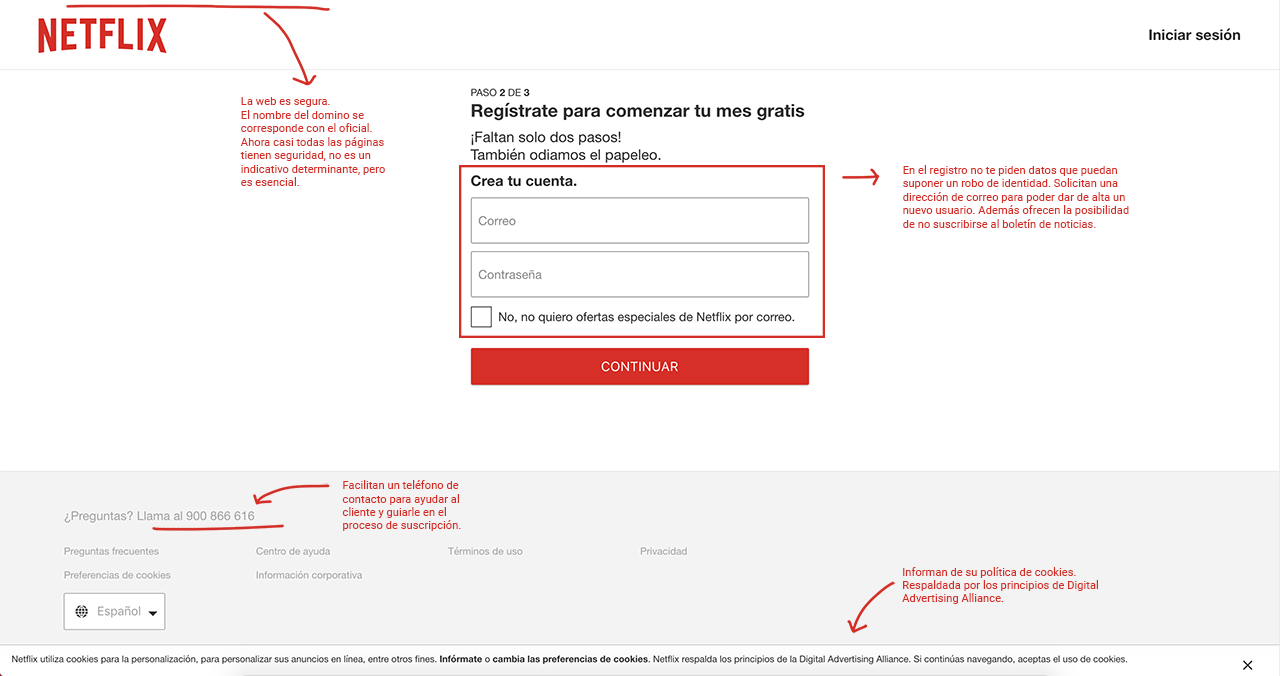 NETFLIX
Iniciar sesión
La web es segura.
El nombre del domino se
corresponde con el oficial.
Ahora casi todas las páginas
tienen seguridad, no es un
indicativo determinante, pero
es esencial.
PASO 2 DE 3
Regístrate para comenzar tu mes gratis
¡Faltan solo dos pasos!
También odiamos el papeleo.
Crea tu cuenta.
Correo
Contraseña
No, no quiero ofertas especiales de Netflix por correo.
CONTINUAR
En el registro no te piden datos que puedan
suponer un robo de identidad. Solicitan una
dirección de correo para poder dar de alta un
nuevo usuario. Además ofrecen la posibilidad
de no suscribirse al boletín de noticias.
¿Preguntas? Llama al 900 866 616
Facilitan un teléfono de
contacto para ayudar al
cliente y guiarle en el
proceso de suscripción.
Preguntas frecuentes
Centro de ayuda
Términos de uso
Privacidad
Preferencias de cookies
Información corporativa
Español
Informan de su política de cookies.
Respaldada por los principios de Digital
Advertising Alliance.
Netflix utiliza cookies para la personalización, para personalizar sus anuncios en línea, entre otros fines. Infórmate o cambia las preferencias de cookies. Netflix respalda los principios de la Digital Advertising Alliance. Si continúas navegando, aceptas el uso de cookies.